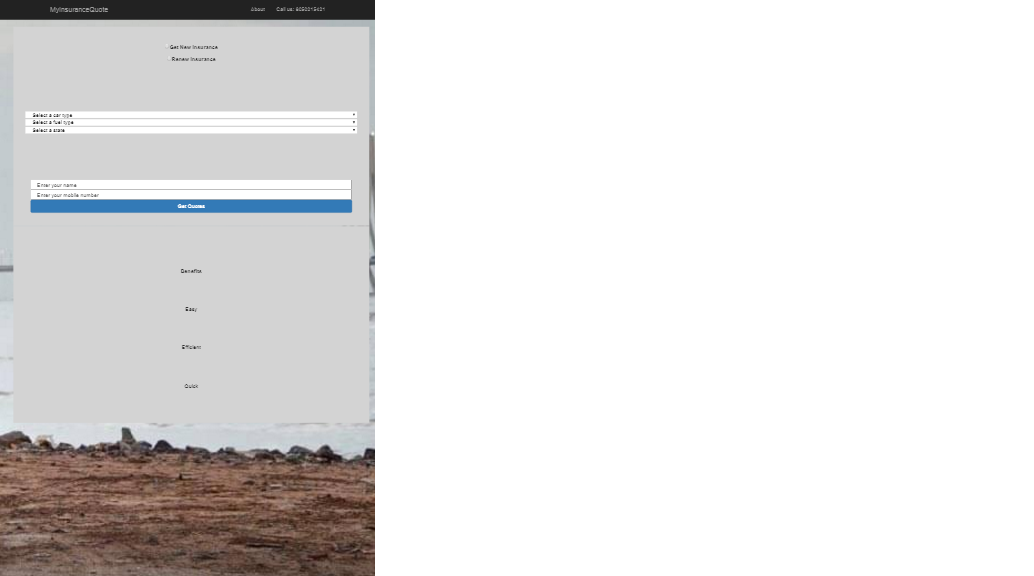 MyInsuranceQuote
About Call us:
Get New Insurance
Renew Insurance
Select a car type
Select a fuel type
Select a state
Enter your name
Enter your mobile number
Get Quotes
Benefits
Easy
Efficient
Quick